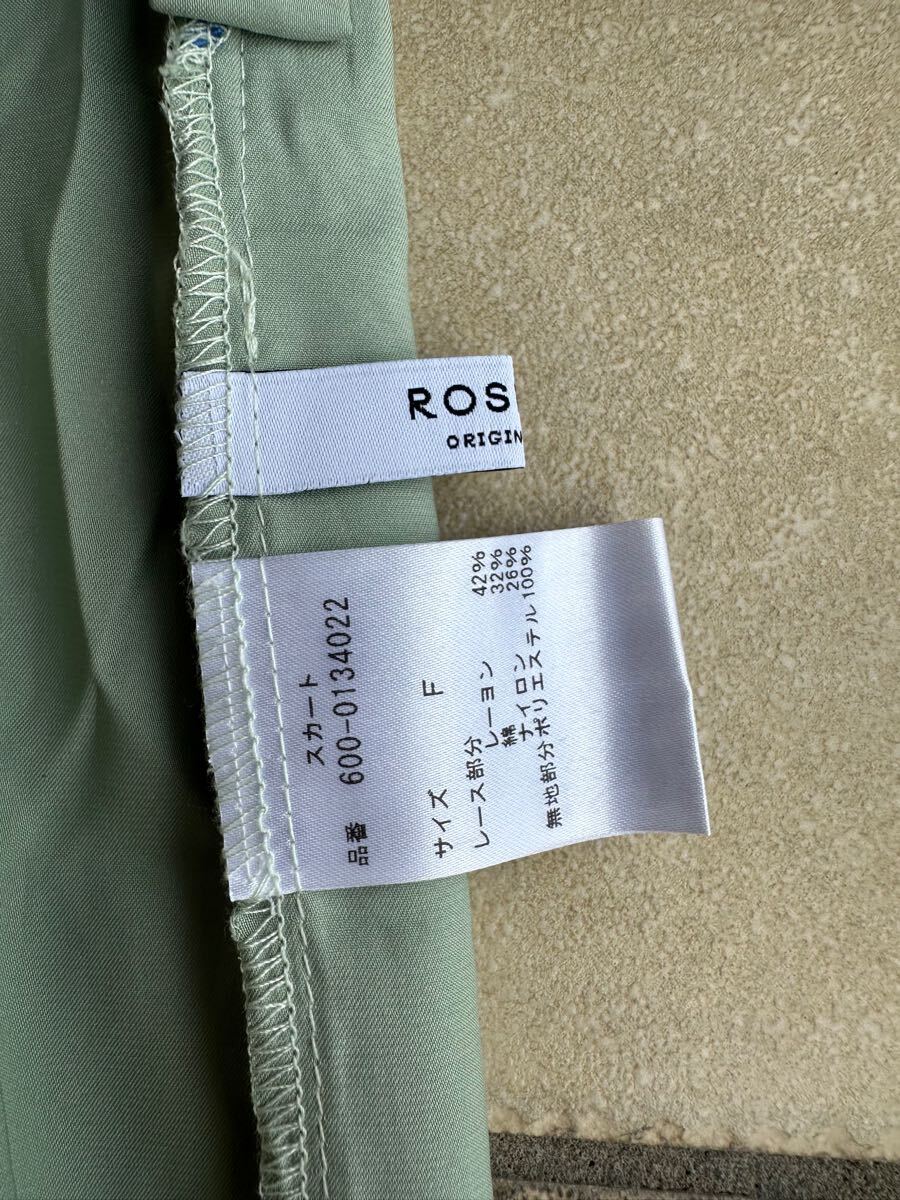 ROS
ORIGIN
スカート
品番 600-0134022
サイズ F
レース部分
レーヨン 42%
綿 32%
ナイロン 26%
無地部分ポリエステル 100%